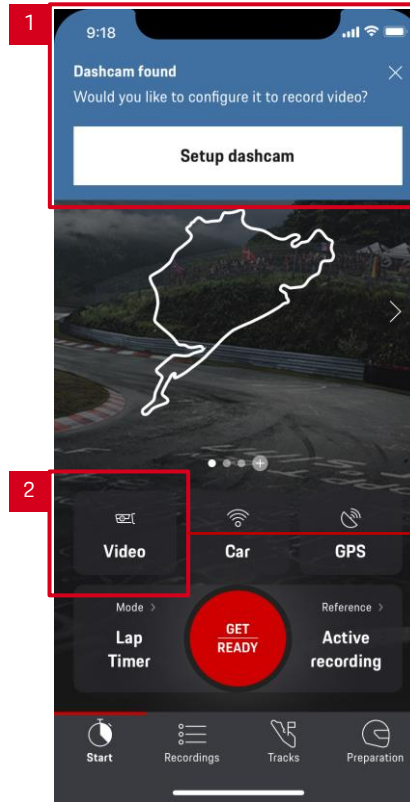 1
9:18
Dashcam found
Would you like to configure it to record video?
Setup dashcam
2
Video
Car
GPS
Mode >
Lap
Timer
GET
READY
Reference >
Active
recording
Start
Recordings
Tracks
Preparation